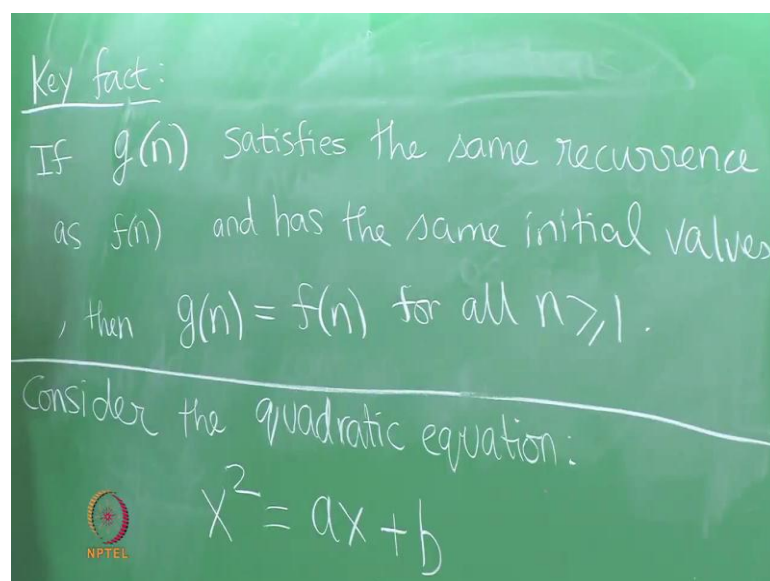 Key fact:
If g(n) satisfies the same recurrence
as f(n) and has the same initial values
, then g(n) = f(n) for all n ⩾ 1.
Consider the quadratic equation:
x² = ax + b
NPTEL